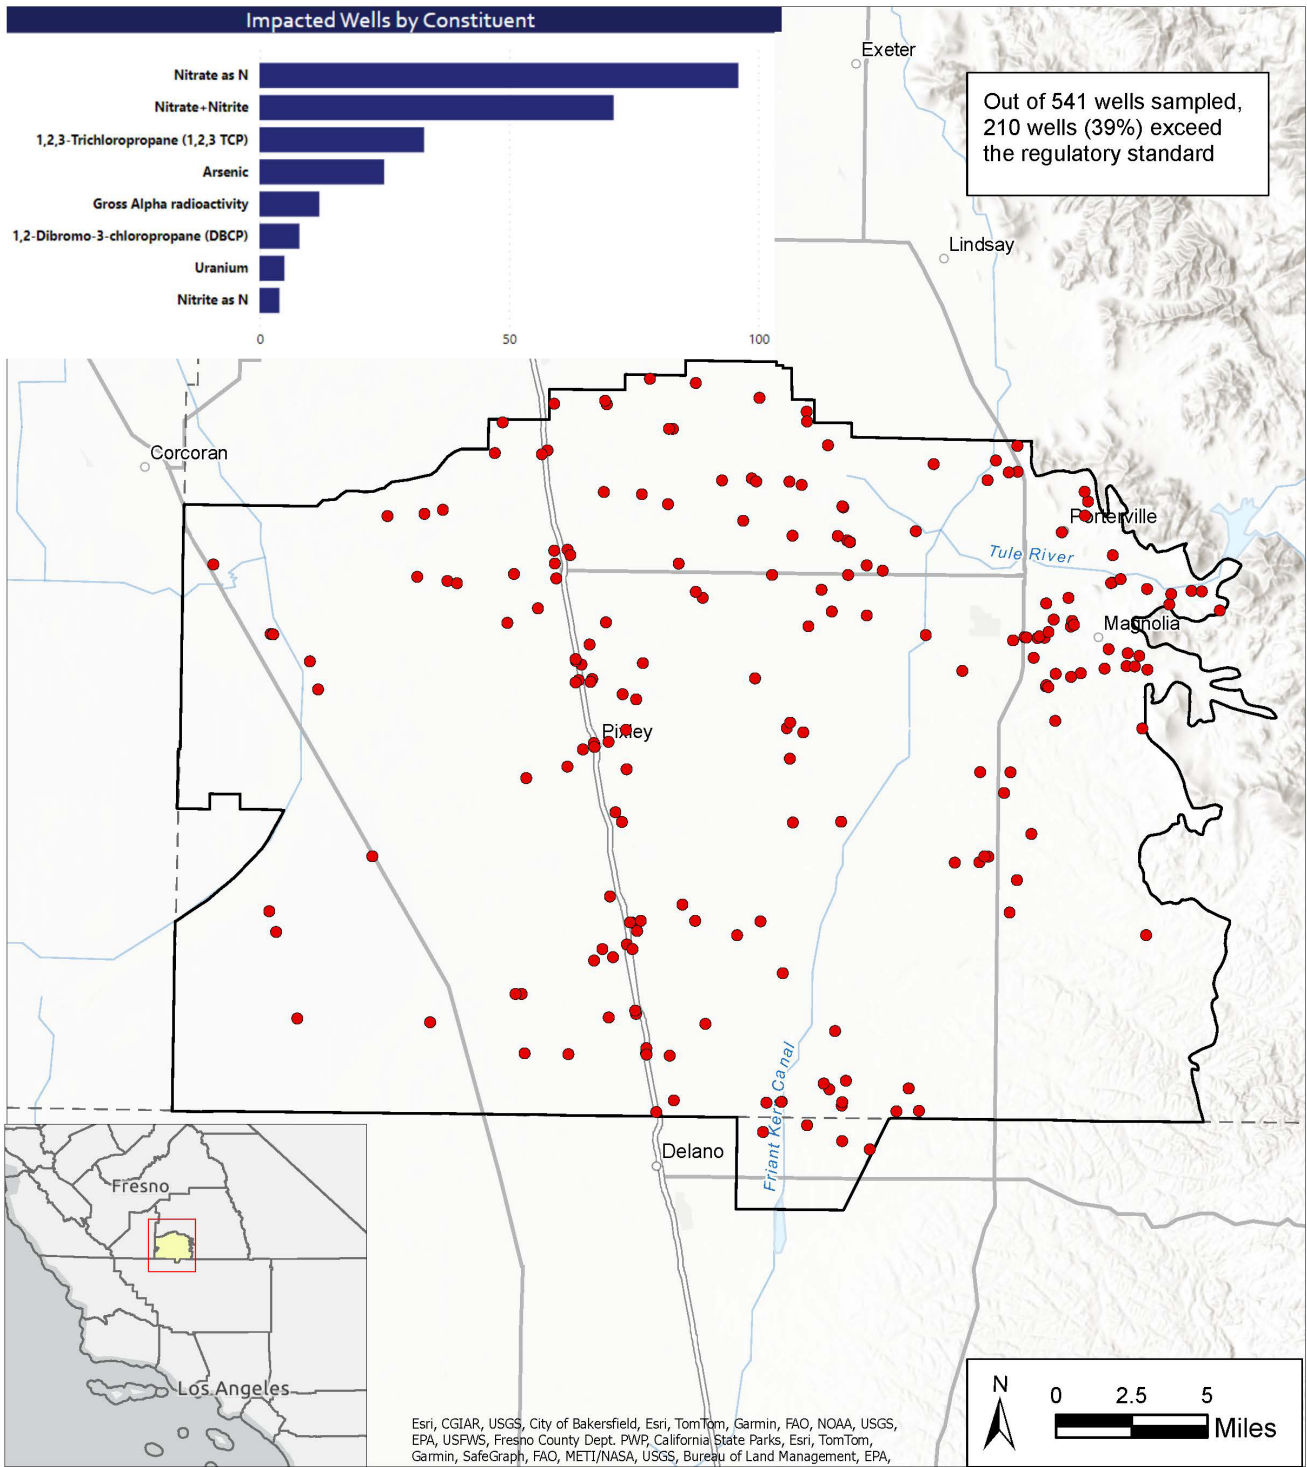 Impacted Wells by Constituent
Nitrate as N
Nitrate+Nitrite
1,2,3-Trichloropropane (1,2,3 TCP)
Arsenic
Gross Alpha radioactivity
1,2-Dibromo-3-chloropropane (DBCP)
Uranium
Nitrite as N
0 50 100
Exeter
Out of 541 wells sampled,
210 wells (39%) exceed
the regulatory standard
Lindsay
Corcoran
Porterville
Tule River
Magnolia
Pixley
Friant Kern Canal
Delano
Fresno
Los Angeles
N
0 2.5 5
Miles
Esri, CGIAR, USGS, City of Bakersfield, Esri, TomTom, Garmin, FAO, NOAA, USGS,
EPA, USFWS, Fresno County Dept. PWP, California State Parks, Esri, TomTom,
Garmin, SafeGraph, FAO, METI/NASA, USGS, Bureau of Land Management, EPA,